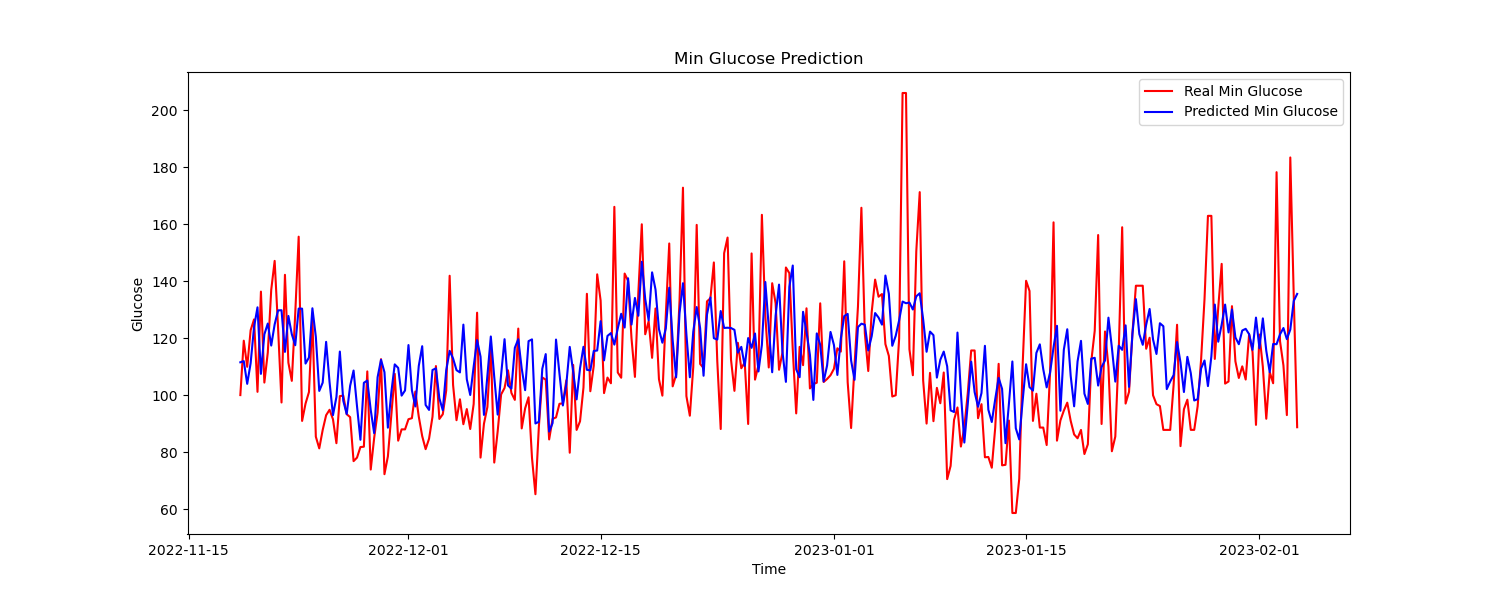 Min Glucose Prediction
Real Min Glucose
Predicted Min Glucose
200
180
160
140
120
100
80
60
Glucose
2022-11-15
2022-12-01
2022-12-15
2023-01-01
2023-01-15
2023-02-01
Time